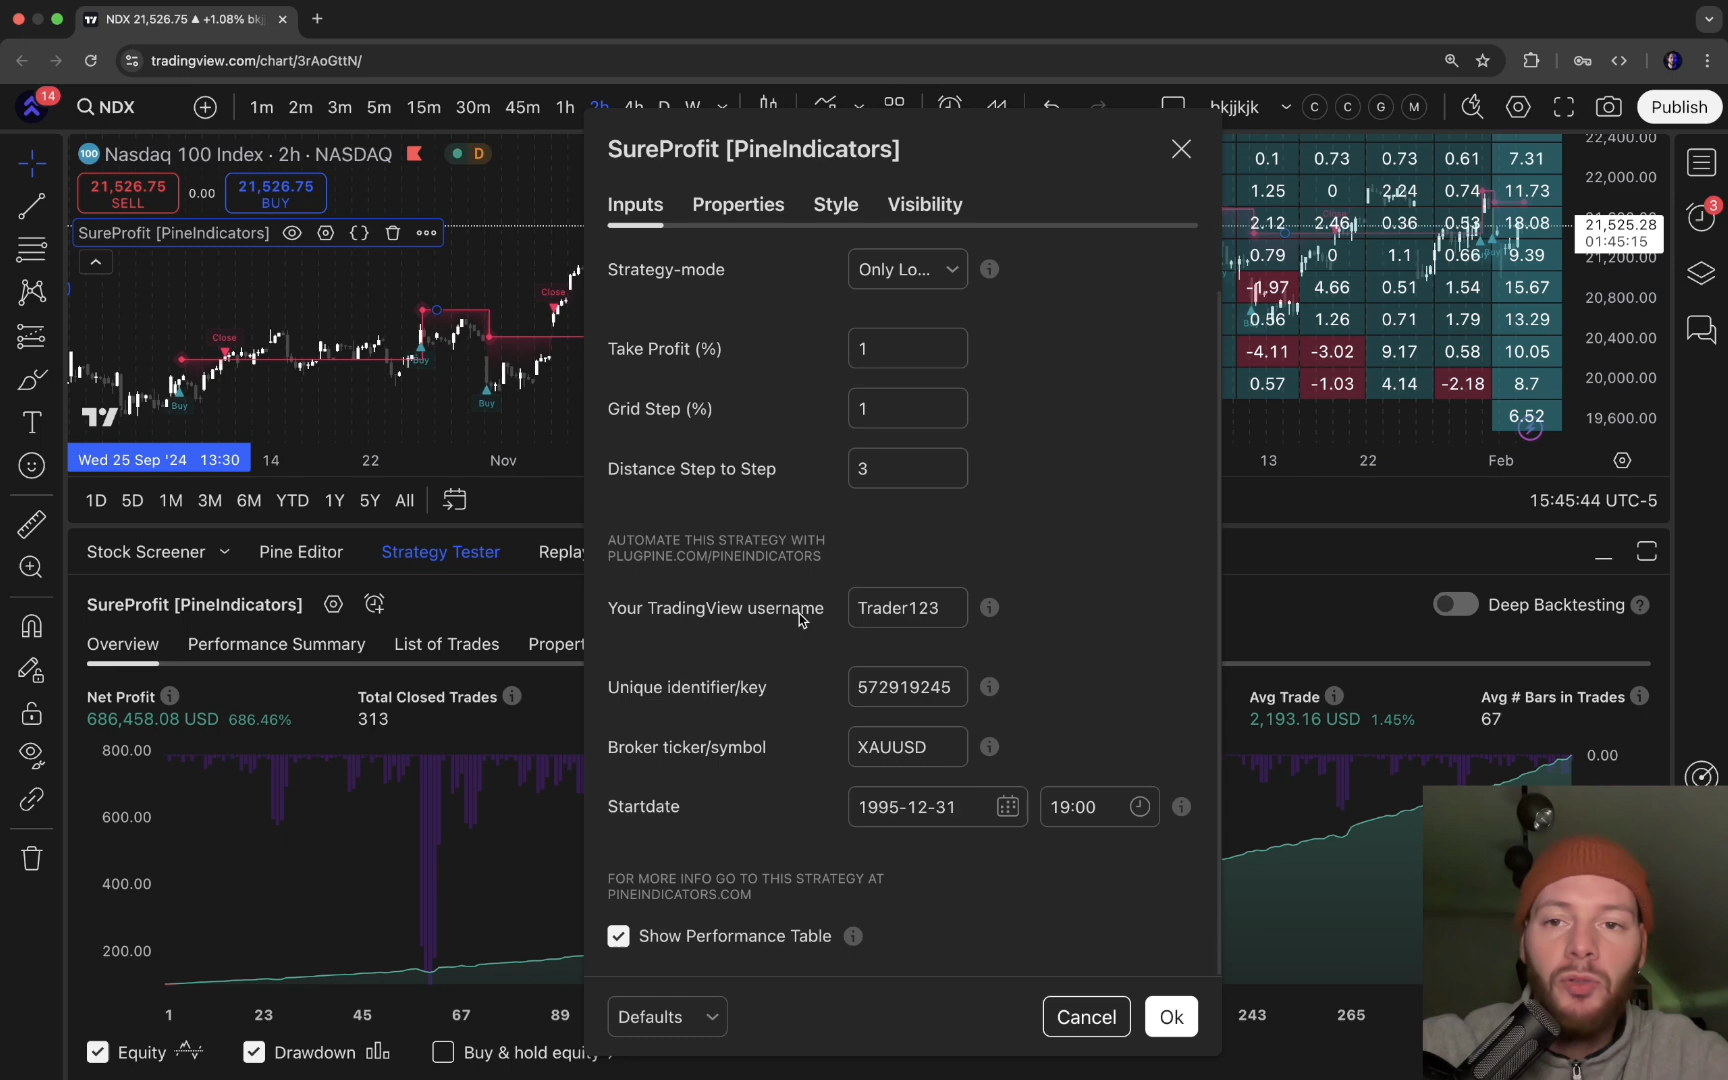 NDX 21,526.75 ▲ +1.08% bkj
tradingview.com/chart/3rAoGttN/
14
NDX
1m 2m 3m 5m 15m 30m 45m 1h 2h 4h D W
bkjjkjk
C C G M
Publish
100 Nasdaq 100 Index · 2h · NASDAQ
D
21,526.75
SELL
0.00
21,526.75
BUY
SureProfit [PineIndicators]
Close
Close
Buy
Buy
Buy
Wed 25 Sep '24 13:30
14
22
Nov
1D 5D 1M 3M 6M YTD 1Y 5Y All
Stock Screener
Pine Editor
Strategy Tester
Replay
SureProfit [PineIndicators]
Overview
Performance Summary
List of Trades
Propert
Net Profit
686,458.08 USD 686.46%
Total Closed Trades
313
800.00
600.00
400.00
200.00
1 23 45 67 89
Equity
Drawdown
Buy & hold equity
SureProfit [PineIndicators]
Inputs
Properties
Style
Visibility
Strategy-mode
Only Lo...
Take Profit (%)
1
Grid Step (%)
1
Distance Step to Step
3
AUTOMATE THIS STRATEGY WITH
PLUGPINE.COM/PINEINDICATORS
Your TradingView username
Trader123
Unique identifier/key
572919245
Broker ticker/symbol
XAUUSD
Startdate
1995-12-31
19:00
FOR MORE INFO GO TO THIS STRATEGY AT
PINEINDICATORS.COM
Show Performance Table
Defaults
Cancel
Ok
0.1 0.73 0.73 0.61 7.31
1.25 0 2.24 0.74 11.73
2.12 2.46 0.36 0.53 18.08
0.79 0 1.1 0.66 9.39
-1.97 4.66 0.51 1.54 15.67
0.56 1.26 0.71 1.79 13.29
-4.11 -3.02 9.17 0.58 10.05
0.57 -1.03 4.14 -2.18 8.7
6.52
22,400.00
22,000.00
21,525.28
01:45:15
21,200.00
20,800.00
20,400.00
20,000.00
19,600.00
3
13
22
Feb
15:45:44 UTC-5
Deep Backtesting
Avg Trade
2,193.16 USD 1.45%
Avg # Bars in Trades
67
0.00
243
265